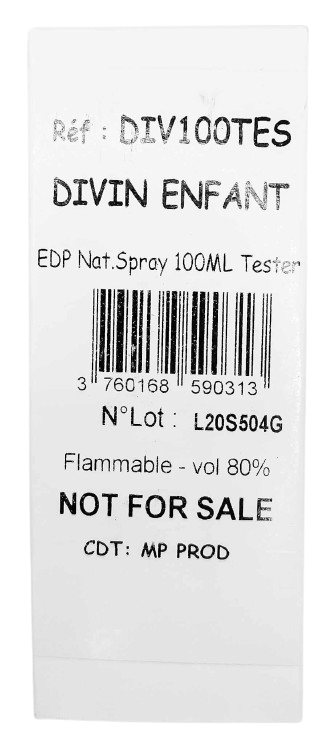 Réf : DIV100TES
DIVIN ENFANT
EDP Nat.Spray 100ML Tester
3 760168 590313
N°Lot : L20S504G
Flammable - vol 80%
NOT FOR SALE
CDT: MP PROD